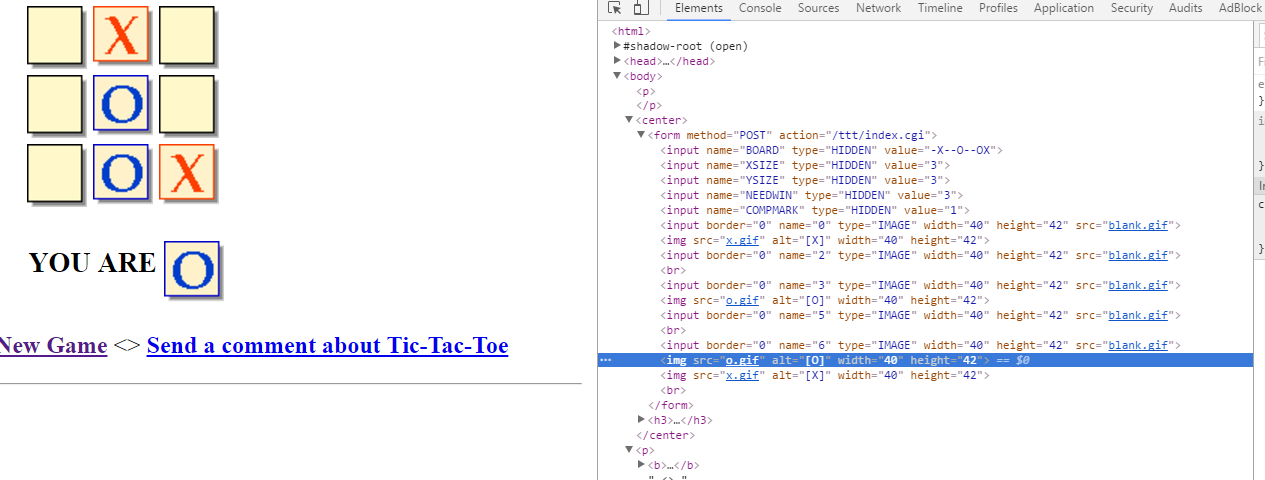 X
O
O X
YOU ARE O
New Game <> Send a comment about Tic-Tac-Toe
Elements Console Sources Network Timeline Profiles Application Security Audits AdBlock
<html>
▶#shadow-root (open)
▶<head>…</head>
▼<body>
<p>
</p>
▼<center>
▼<form method="POST" action="/ttt/index.cgi">
<input name="BOARD" type="HIDDEN" value="-X--O--OX">
<input name="XSIZE" type="HIDDEN" value="3">
<input name="YSIZE" type="HIDDEN" value="3">
<input name="NEEDWIN" type="HIDDEN" value="3">
<input name="COMPMARK" type="HIDDEN" value="1">
<input border="0" name="0" type="IMAGE" width="40" height="42" src="blank.gif">
<img src="x.gif" alt="[X]" width="40" height="42">
<input border="0" name="2" type="IMAGE" width="40" height="42" src="blank.gif">
<br>
<input border="0" name="3" type="IMAGE" width="40" height="42" src="blank.gif">
<img src="o.gif" alt="[O]" width="40" height="42">
<input border="0" name="5" type="IMAGE" width="40" height="42" src="blank.gif">
<br>
<input border="0" name="6" type="IMAGE" width="40" height="42" src="blank.gif">
<img src="o.gif" alt="[O]" width="40" height="42"> == $0
<img src="x.gif" alt="[X]" width="40" height="42">
<br>
</form>
▶<h3>…</h3>
</center>
▼<p>
▶<b>…</b>
" <> "